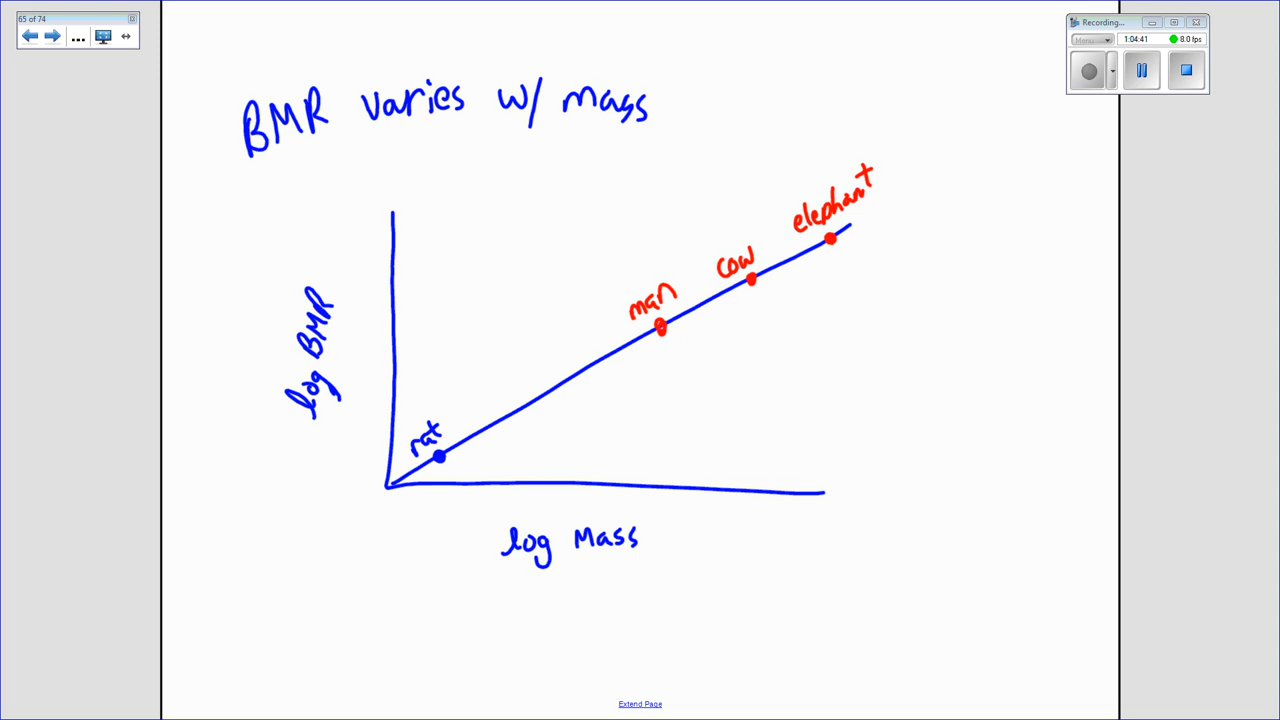 65 of 74
...
Recording...
Menu
1:04:41
8.0 fps
BMR varies w/ mass
elephant
cow
man
log BMR
rat
log Mass
Extend Page